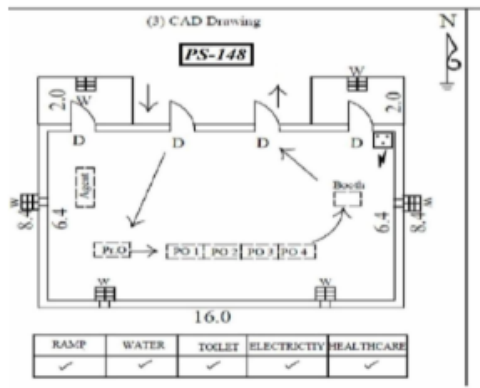 (3) CAD Drawing
N
PS-148
W
W
2.0
2.0
D
D
D
D
Agent
Booth
W
8.4
6.4
6.4
W
8.4
Pr.O
PO 1
PO 2
PO 3
PO 4
W
W
16.0
RAMP WATER TOILET ELECTRICTIY HEALTHCARE
✓ ✓ ✓ ✓ ✓